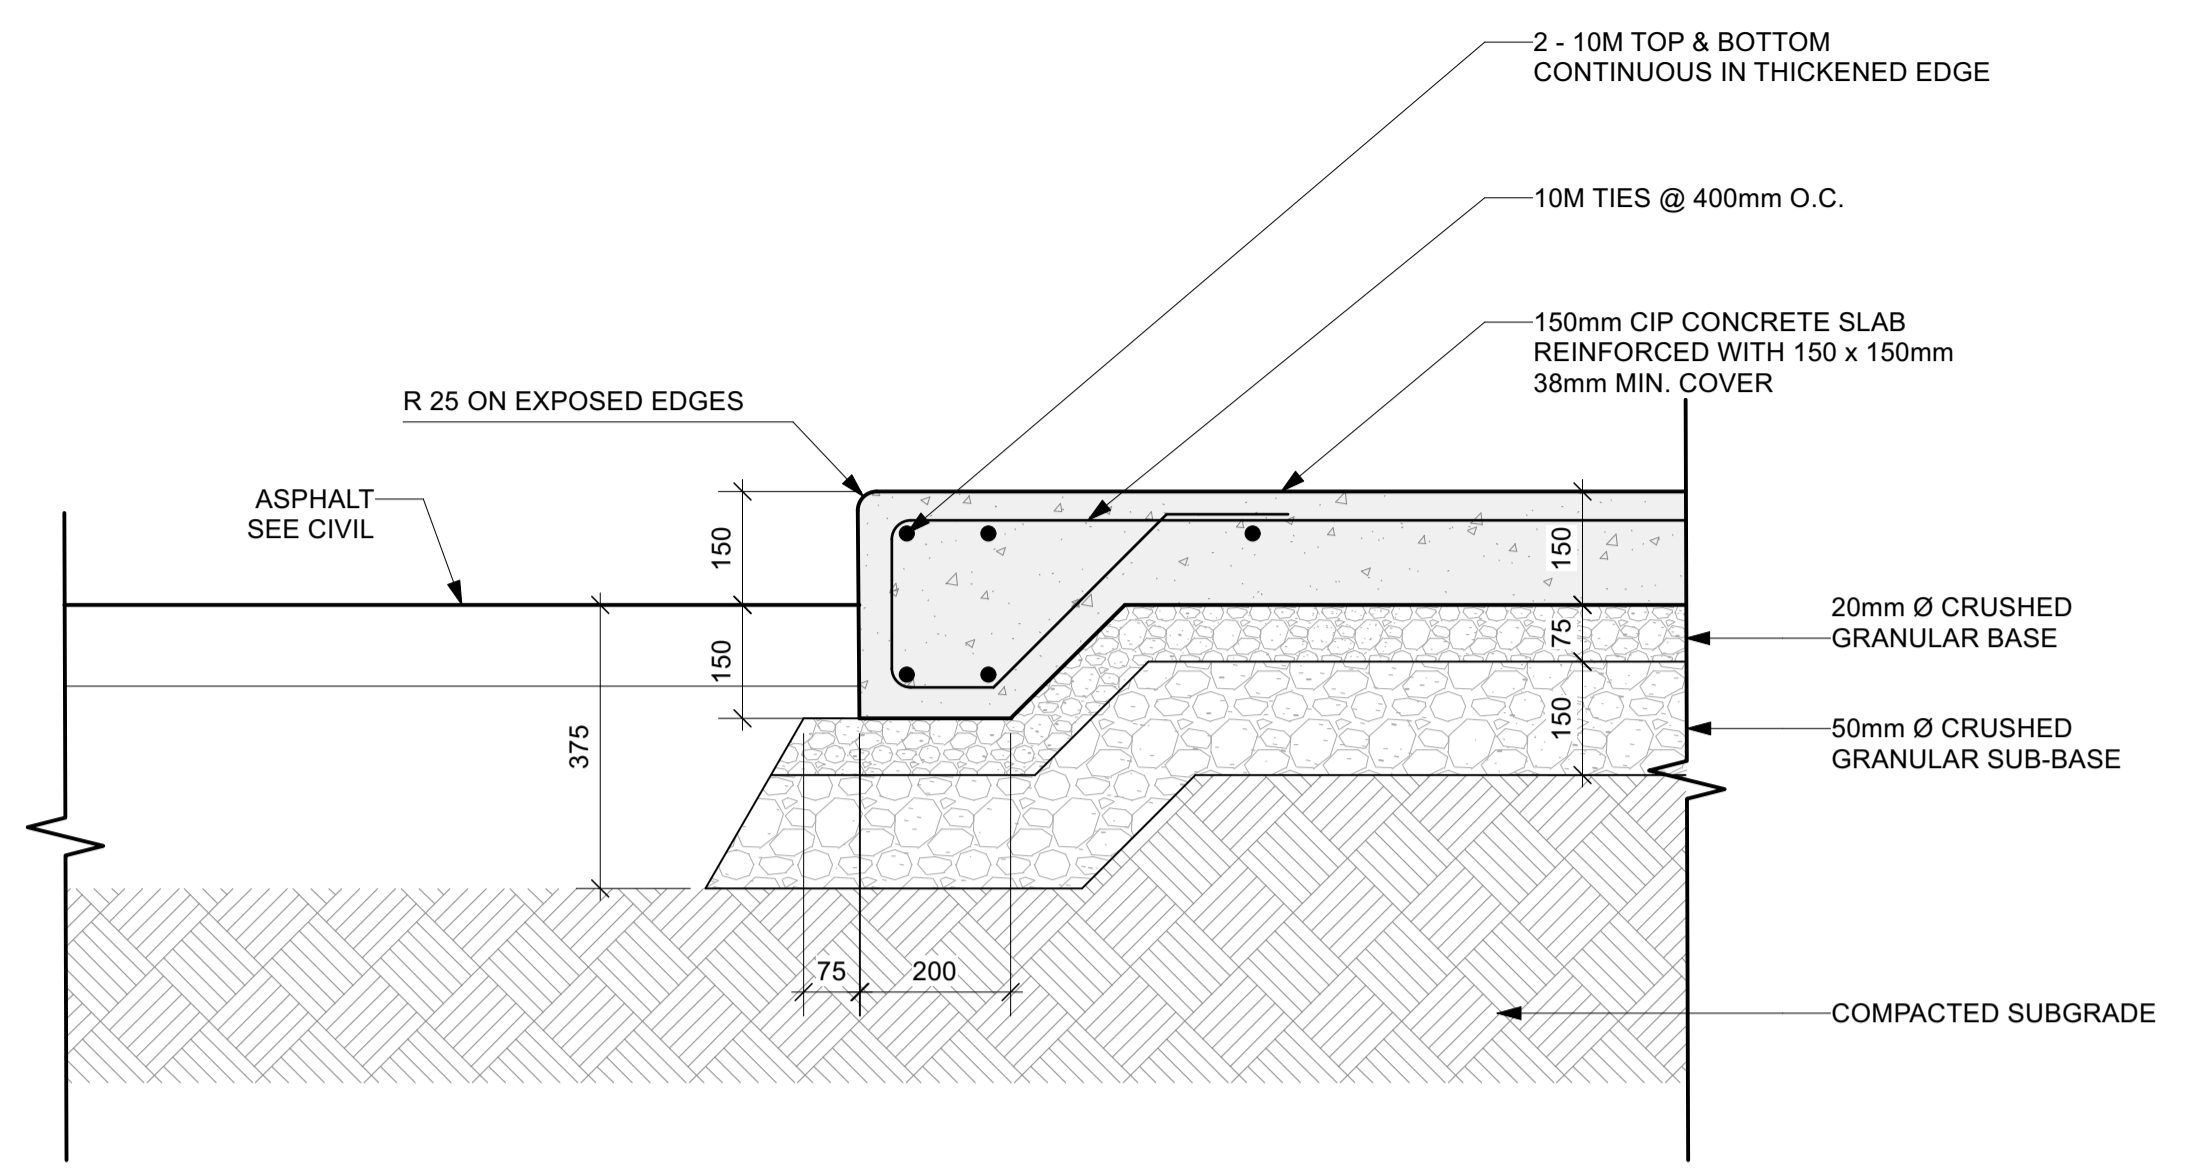 2 - 10M TOP & BOTTOM
CONTINUOUS IN THICKENED EDGE
10M TIES @ 400mm O.C.
150mm CIP CONCRETE SLAB
REINFORCED WITH 150 x 150mm
38mm MIN. COVER
R 25 ON EXPOSED EDGES
ASPHALT
SEE CIVIL
150
150
375
150
75
150
20mm Ø CRUSHED
GRANULAR BASE
50mm Ø CRUSHED
GRANULAR SUB-BASE
75
200
COMPACTED SUBGRADE